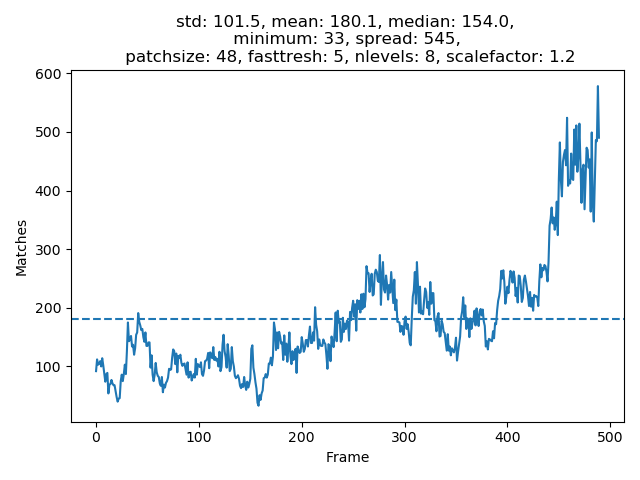 std: 101.5, mean: 180.1, median: 154.0,
minimum: 33, spread: 545,
patchsize: 48, fasttresh: 5, nlevels: 8, scalefactor: 1.2
600
500
400
300
200
100
Matches
0 100 200 300 400 500
Frame